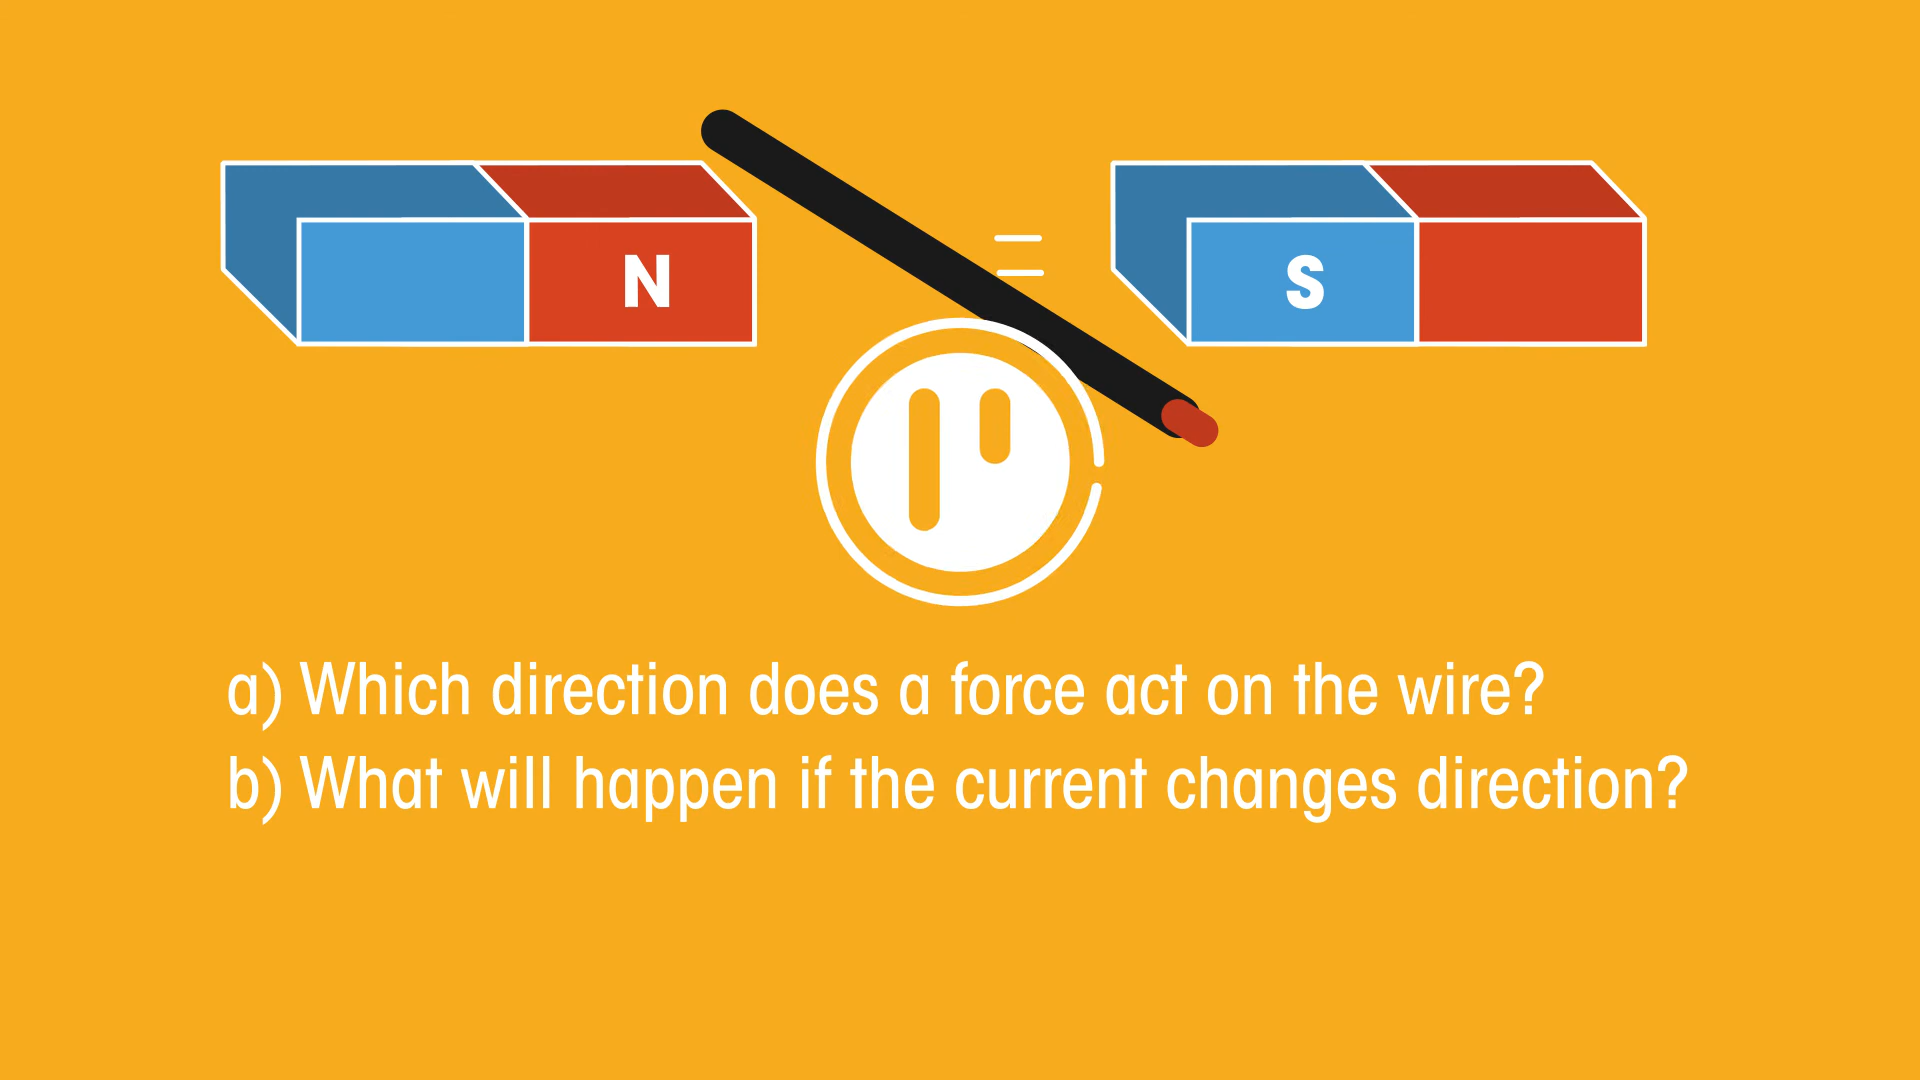 N
S
a) Which direction does a force act on the wire?
b) What will happen if the current changes direction?